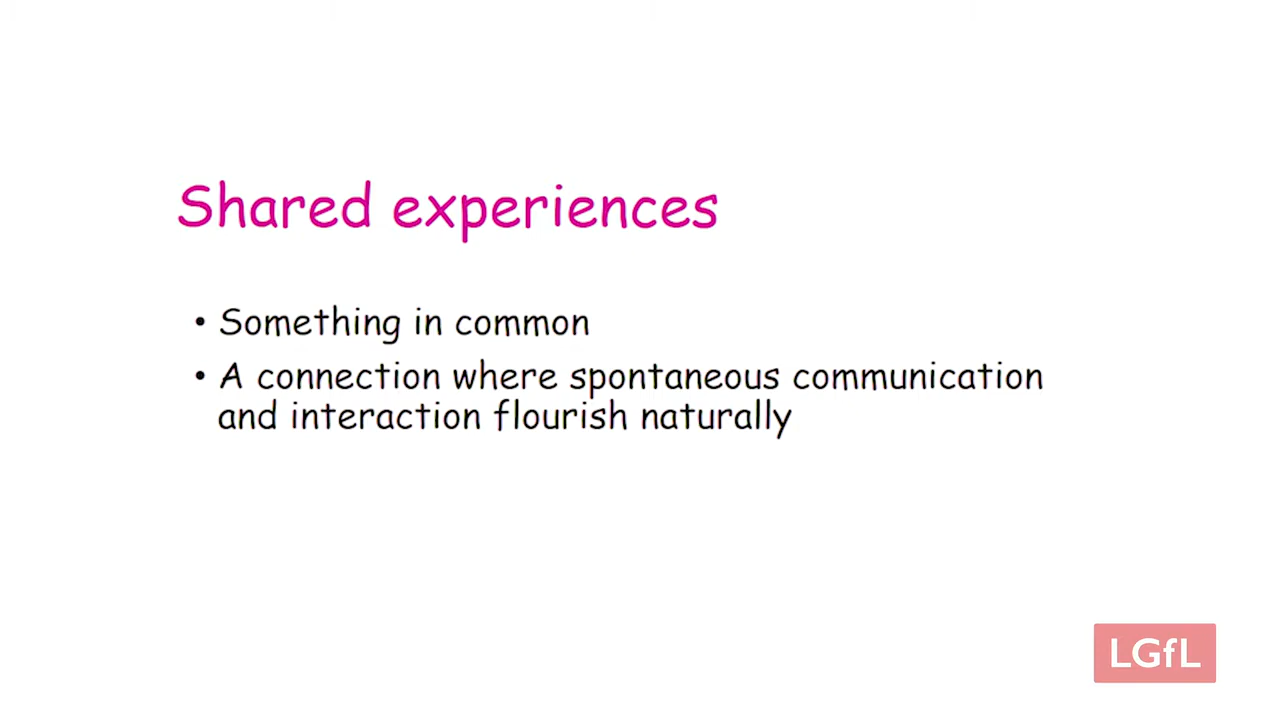 Shared experiences
• Something in common
• A connection where spontaneous communication
and interaction flourish naturally
LGfL